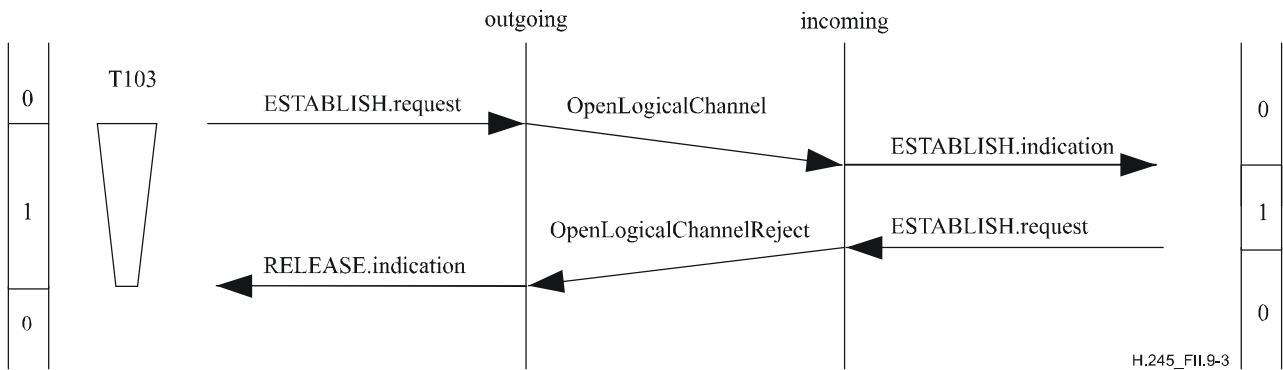 outgoing
incoming
T103
0
ESTABLISH.request
OpenLogicalChannel
0
ESTABLISH.indication
1
OpenLogicalChannelReject
ESTABLISH.request
1
RELEASE.indication
0
0
H.245_FII.9-3